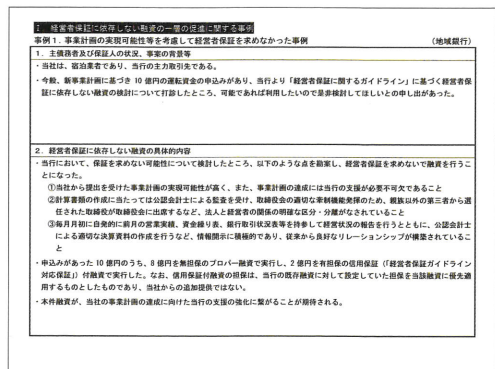 Ⅰ 経営者保証に依存しない融資の一層の促進に関する事例
事例1．事業計画の実現可能性等を考慮して経営者保証を求めなかった事例 （地域銀行）
1．主債務者及び保証人の状況、事案の背景等
・当社は、宿泊業者であり、当行の主力取引先である。
・今般、新事業計画に基づき 10 億円の運転資金の申込みがあり、当行より「経営者保証に関するガイドライン」に基づく経営者保
証に依存しない融資の検討について打診したところ、可能であれば利用したいので是非検討してほしいとの申し出があった。
2．経営者保証に依存しない融資の具体的内容
・当行において、保証を求めない可能性について検討したところ、以下のような点を勘案し、経営者保証を求めないで融資を行うこ
とになった。
①当社から提出を受けた事業計画の実現可能性が高く、また、事業計画の達成には当行の支援が必要不可欠であること
②計算書類の作成に当たっては公認会計士による監査を受け、取締役会の適切な牽制機能発揮のため、親族以外の第三者から選
任された取締役が取締役会に出席するなど、法人と経営者の関係の明確な区分・分離がなされていること
③毎月月初に自発的に前月の営業実績、資金繰り表、銀行取引状況表等を持参して経営状況の報告を行うとともに、公認会計士
による適切な決算資料の作成を行うなど、情報開示に積極的であり、従来から良好なリレーションシップが構築されているこ
と
・申込みがあった 10 億円のうち、8 億円を無担保のプロパー融資で実行し、2 億円を有担保の信用保証（「経営者保証ガイドライン
対応保証」）付融資で実行した。なお、信用保証付融資の担保は、当行の既存融資に対して設定していた担保を当該融資に優先適
用するものとしたものであり、当社からの追加提供ではない。
・本件融資が、当社の事業計画の達成に向けた当行の支援の強化に繋がることが期待される。